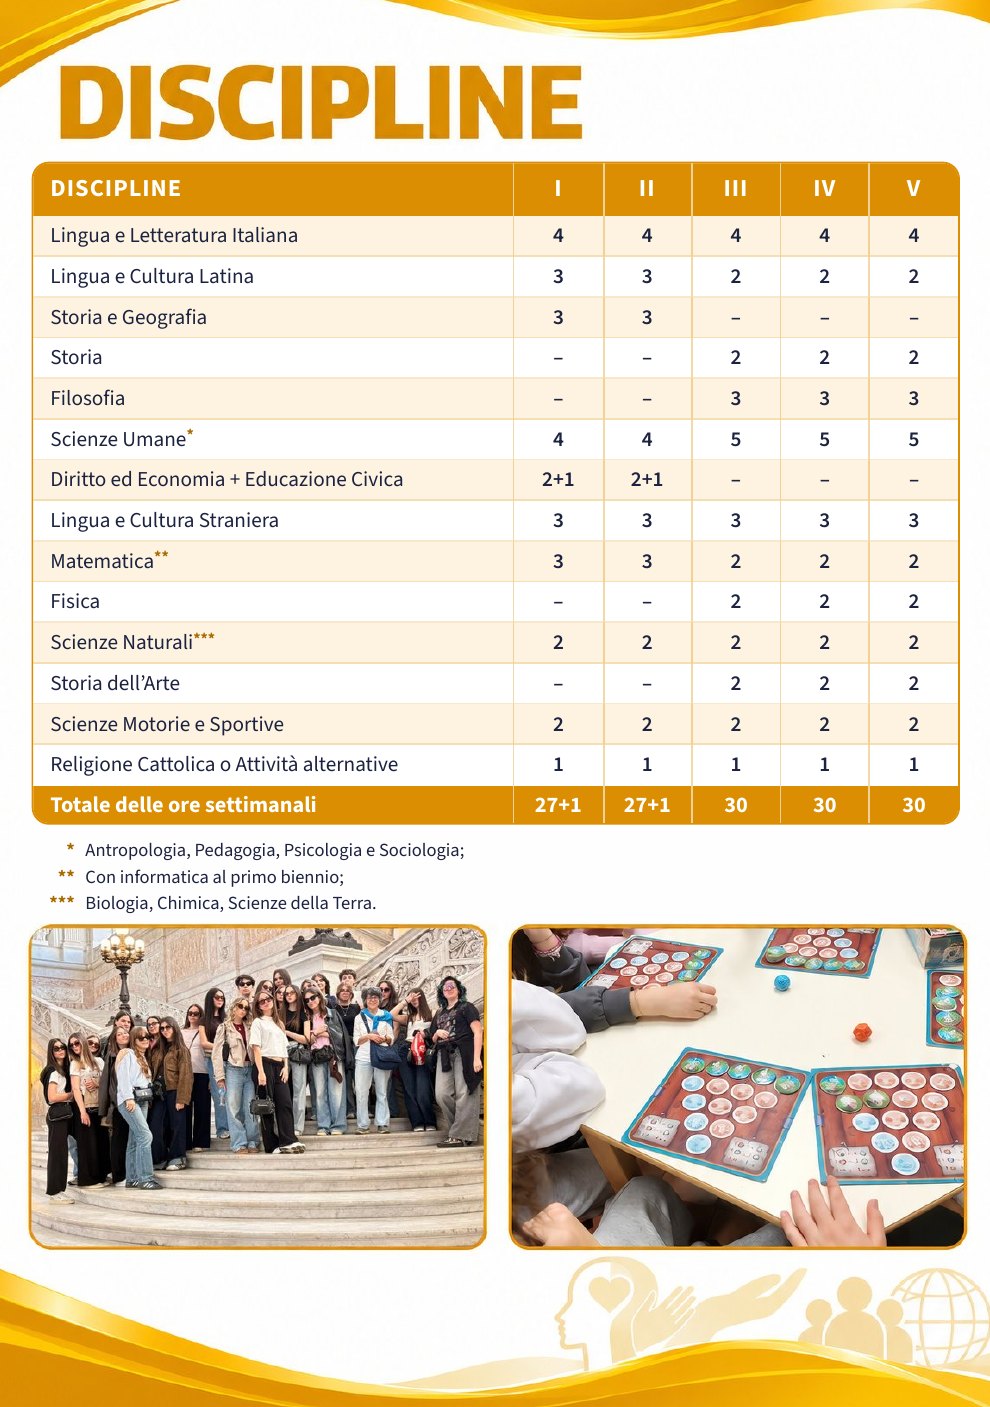 DISCIPLINE
DISCIPLINE I II III IV V
Lingua e Letteratura Italiana 4 4 4 4 4
Lingua e Cultura Latina 3 3 2 2 2
Storia e Geografia 3 3 – – –
Storia – – 2 2 2
Filosofia – – 3 3 3
Scienze Umane* 4 4 5 5 5
Diritto ed Economia + Educazione Civica 2+1 2+1 – – –
Lingua e Cultura Straniera 3 3 3 3 3
Matematica** 3 3 2 2 2
Fisica – – 2 2 2
Scienze Naturali*** 2 2 2 2 2
Storia dell’Arte – – 2 2 2
Scienze Motorie e Sportive 2 2 2 2 2
Religione Cattolica o Attività alternative 1 1 1 1 1
Totale delle ore settimanali 27+1 27+1 30 30 30
* Antropologia, Pedagogia, Psicologia e Sociologia;
** Con informatica al primo biennio;
*** Biologia, Chimica, Scienze della Terra.